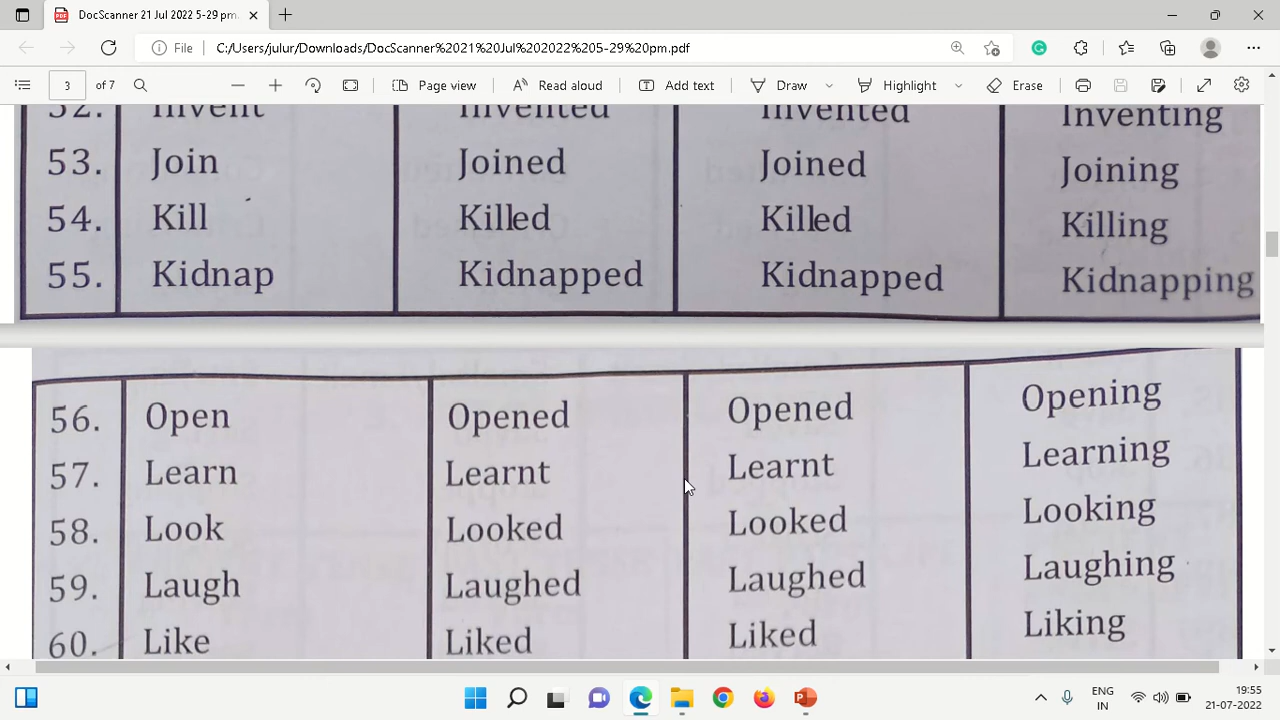 DocScanner 21 Jul 2022 5-29 pm.
File C:/Users/julur/Downloads/DocScanner%2021%20Jul%202022%205-29%20pm.pdf
3 of 7 Page view Read aloud Add text Draw Highlight Erase
52. Invent Invented Invented Inventing
53. Join Joined Joined Joining
54. Kill Killed Killed Killing
55. Kidnap Kidnapped Kidnapped Kidnapping
56. Open Opened Opened Opening
57. Learn Learnt Learnt Learning
58. Look Looked Looked Looking
59. Laugh Laughed Laughed Laughing
60. Like Liked Liked Liking
ENG 19:55
IN 21-07-2022